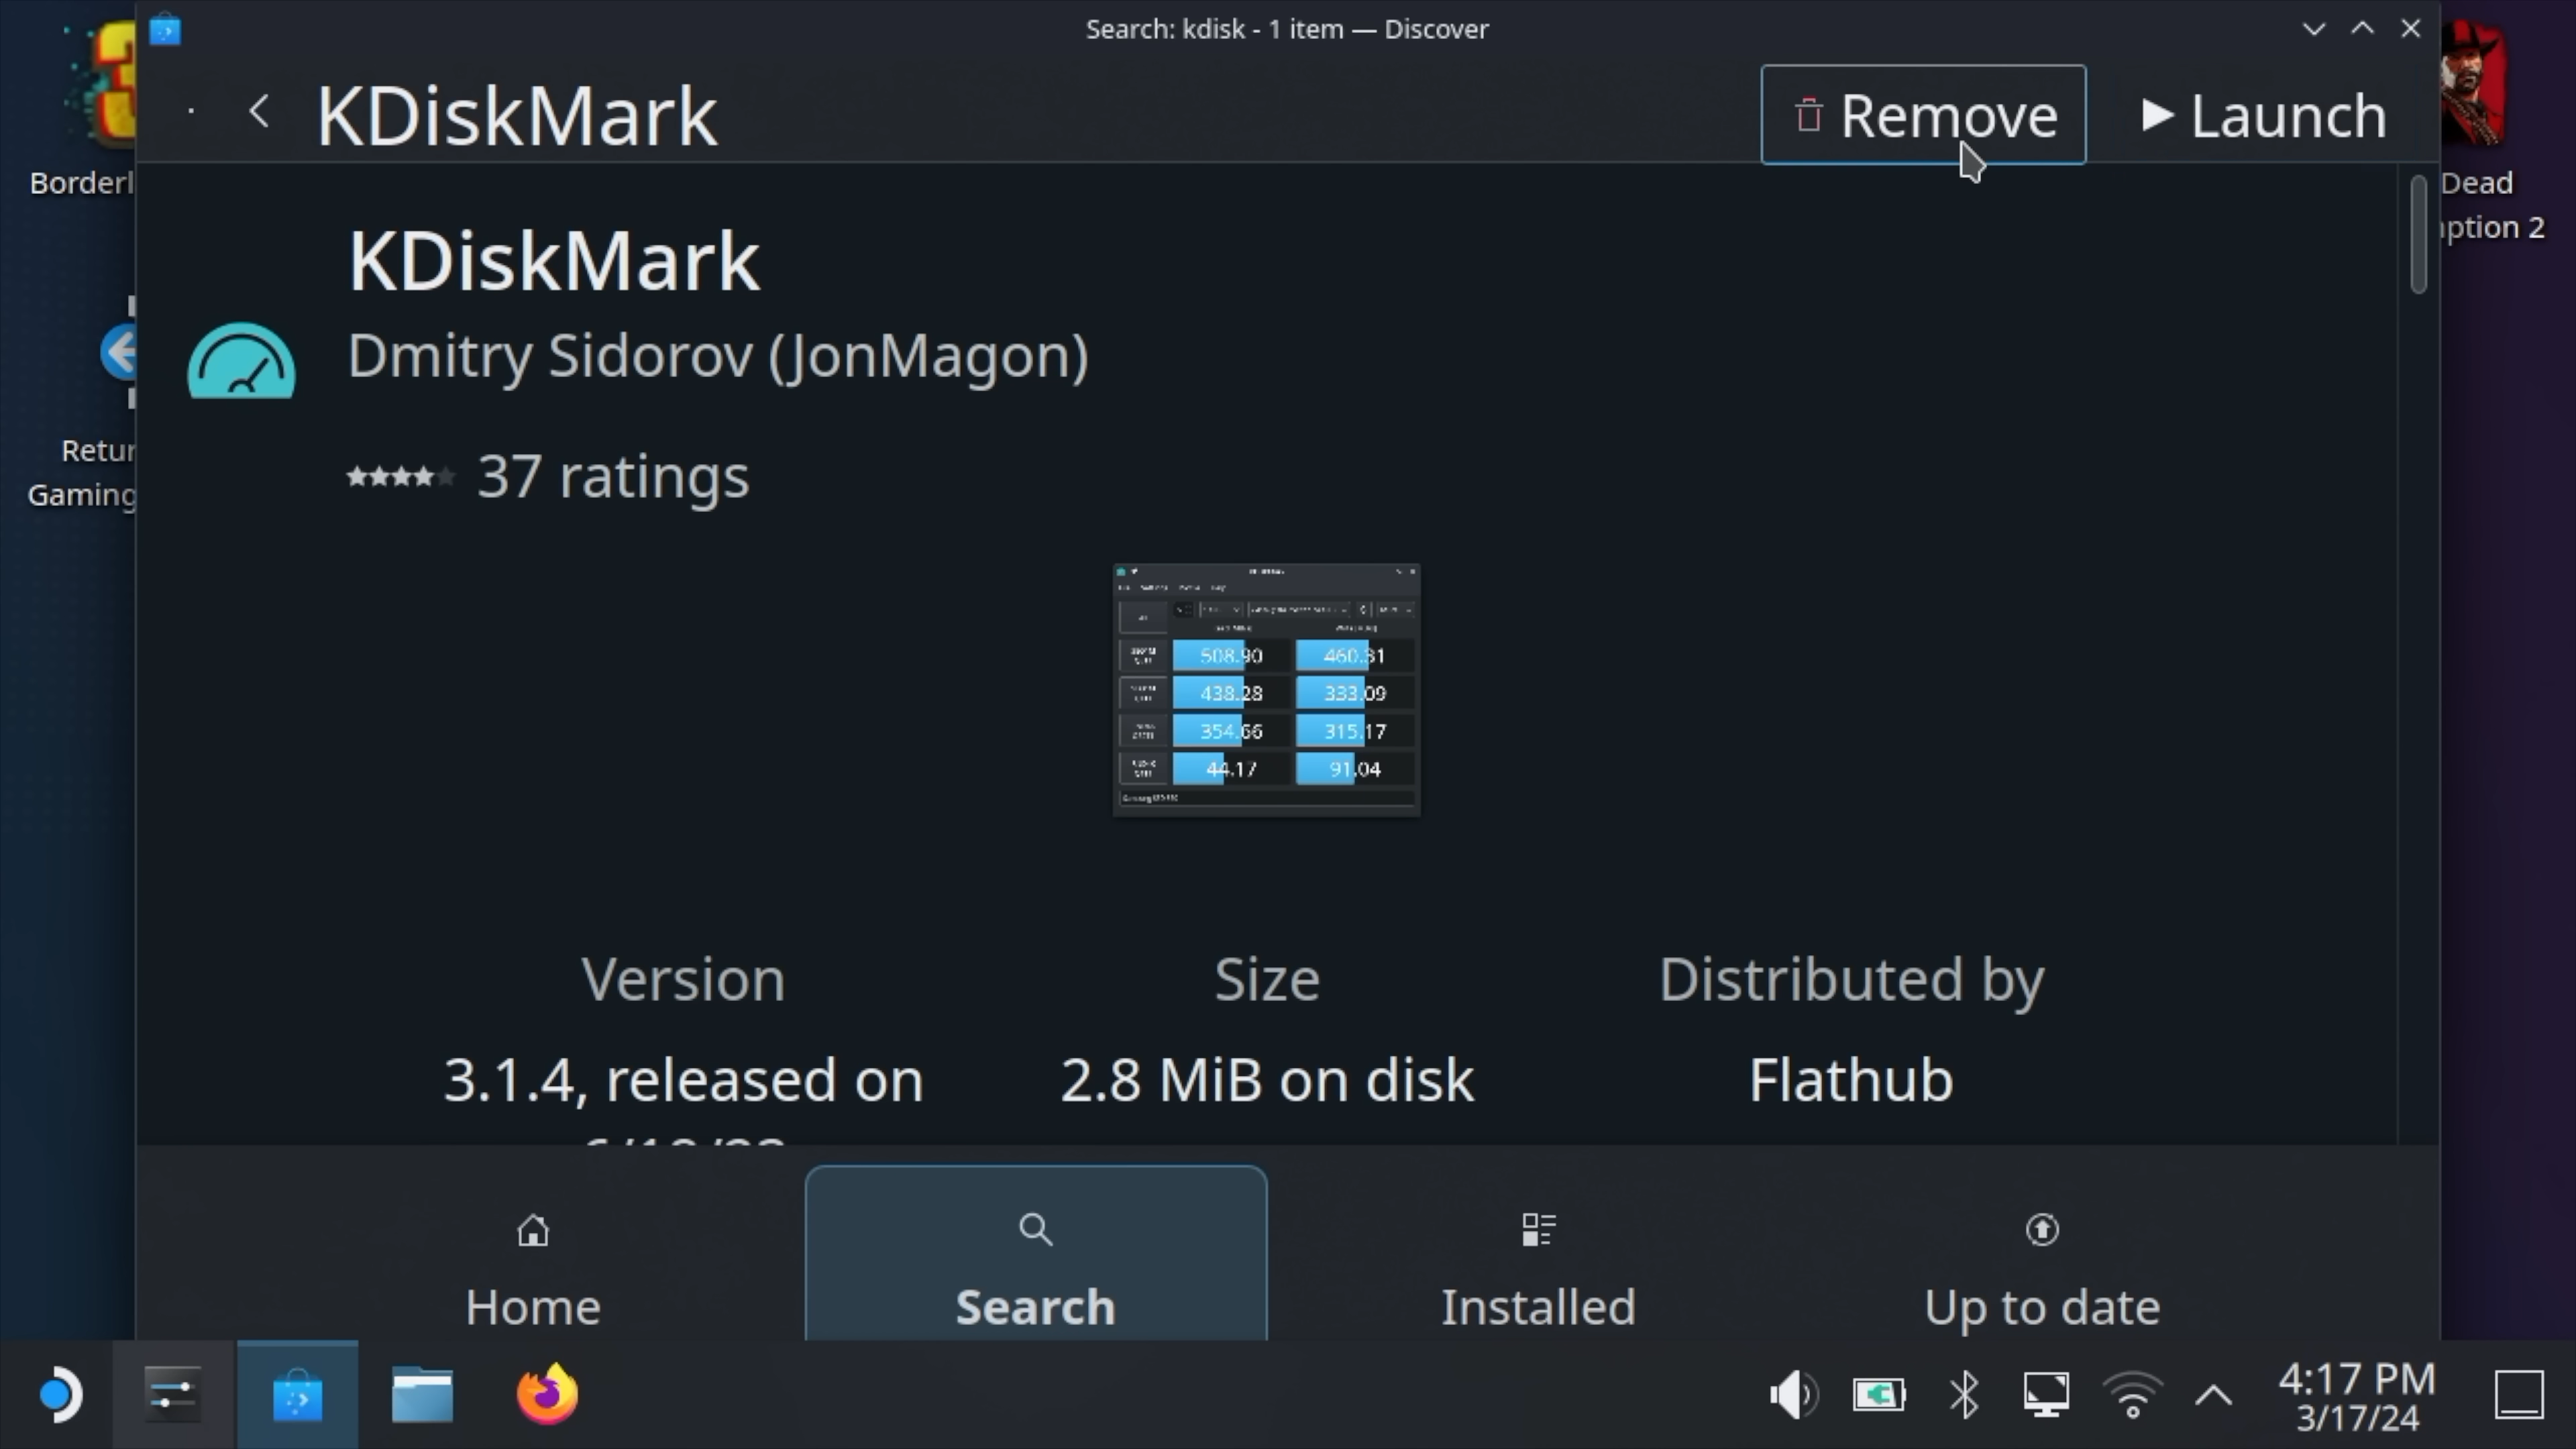 Search: kdisk - 1 item — Discover
KDiskMark
Remove
Launch
Borderl
Dead
ption 2
KDiskMark
Dmitry Sidorov (JonMagon)
37 ratings
Retur
Gaming
508.90 460.31
438.28 333.09
354.66 315.17
44.17 91.04
Version
Size
Distributed by
3.1.4, released on
2.8 MiB on disk
Flathub
Home
Search
Installed
Up to date
4:17 PM
3/17/24